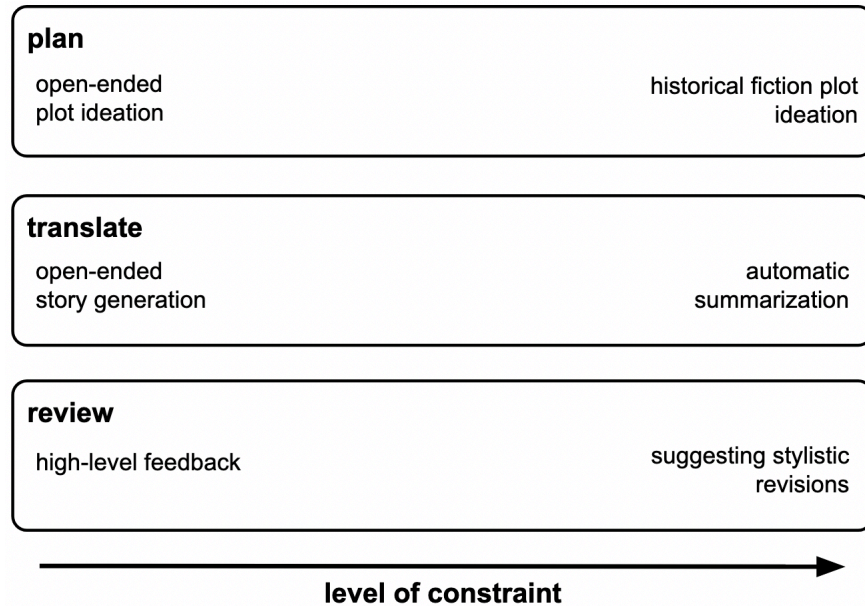 plan
open-ended
plot ideation
historical fiction plot
ideation
translate
open-ended
story generation
automatic
summarization
review
high-level feedback
suggesting stylistic
revisions
level of constraint